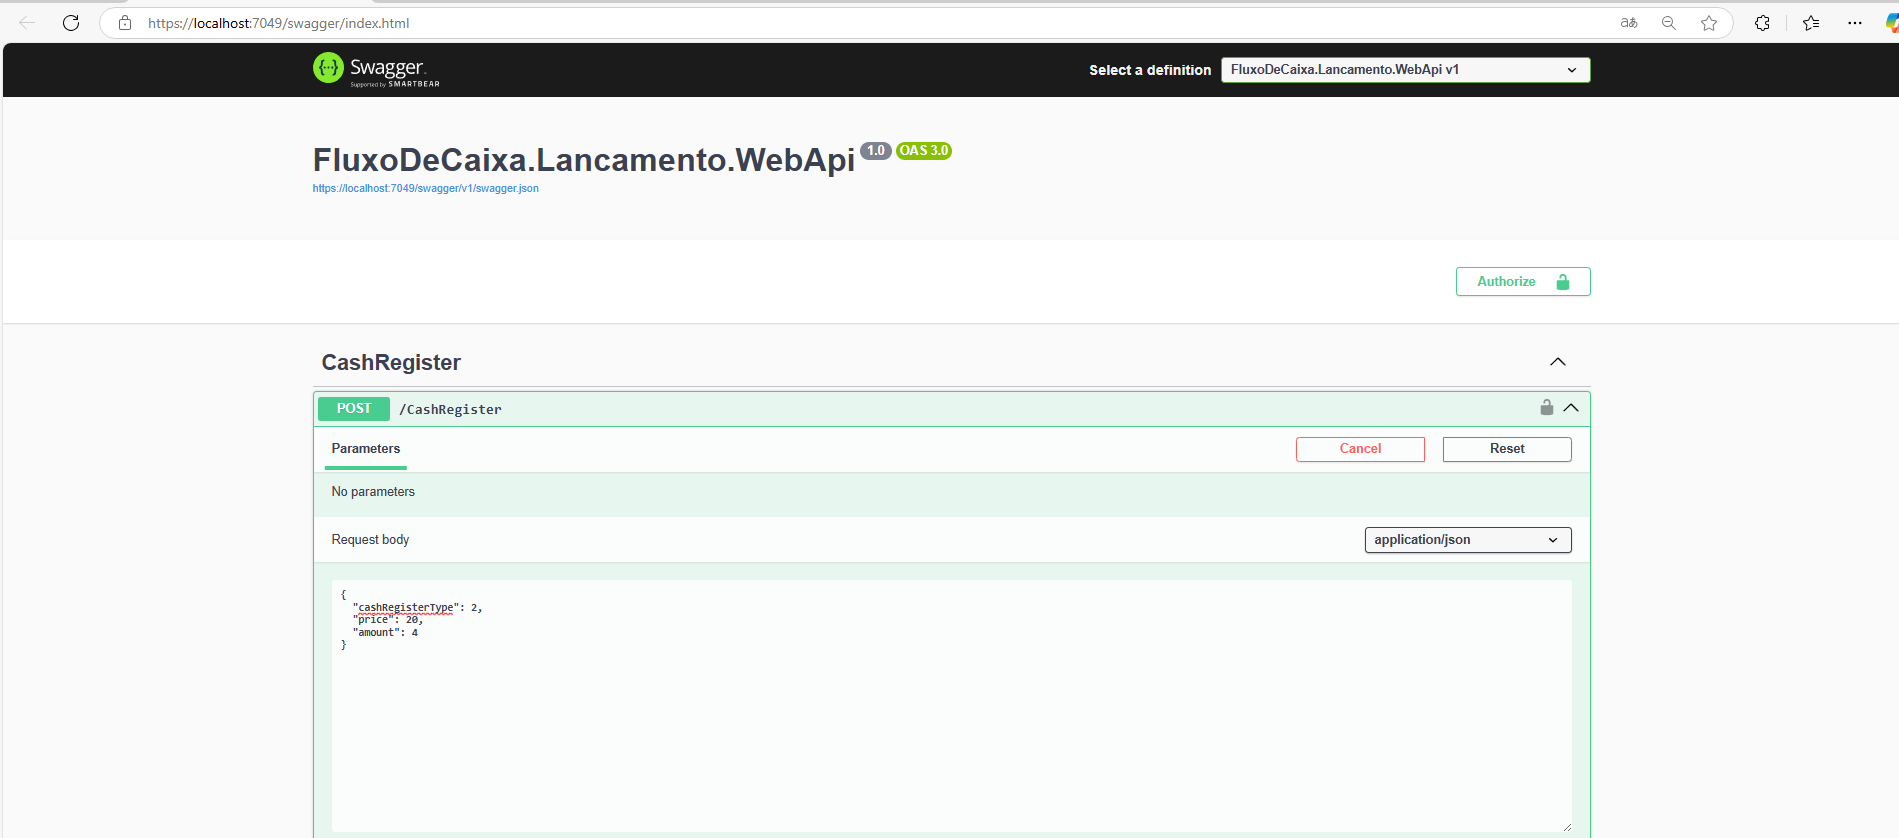 https://localhost:7049/swagger/index.html
Swagger
Supported by SMARTBEAR
Select a definition
FluxoDeCaixa.Lancamento.WebApi v1
FluxoDeCaixa.Lancamento.WebApi 1.0 OAS 3.0
https://localhost:7049/swagger/v1/swagger.json
Authorize
CashRegister
POST /CashRegister
Parameters
Cancel
Reset
No parameters
Request body
application/json
{
"cashRegisterType": 2,
"price": 20,
"amount": 4
}